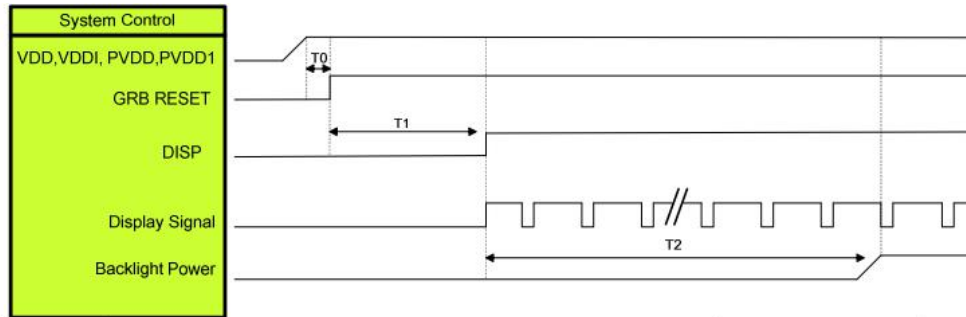 System Control
VDD,VDDI, PVDD,PVDD1
T0
GRB RESET
T1
DISP
Display Signal
T2
Backlight Power